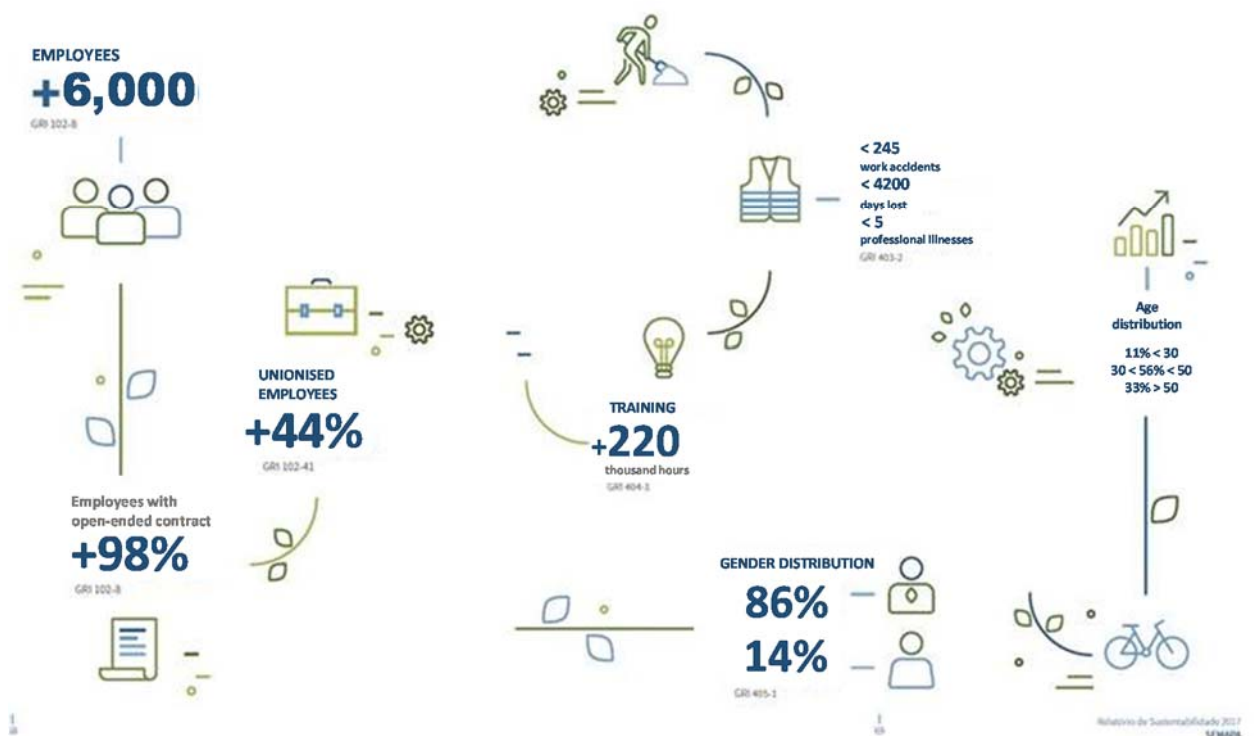 EMPLOYEES
+6,000
GRI 102-8
UNIONISED
EMPLOYEES
+44%
GRI 102-41
Employees with
open-ended contract
+98%
GRI 102-8
< 245
work accidents
< 4200
days lost
< 5
professional illnesses
GRI 403-2
TRAINING
+220
thousand hours
GRI 404-1
GENDER DISTRIBUTION
86%
14%
GRI 405-1
Age
distribution
11% < 30
30 < 56% < 50
33% > 50
Relatório de Sustentabilidade 2017
SEMAPA